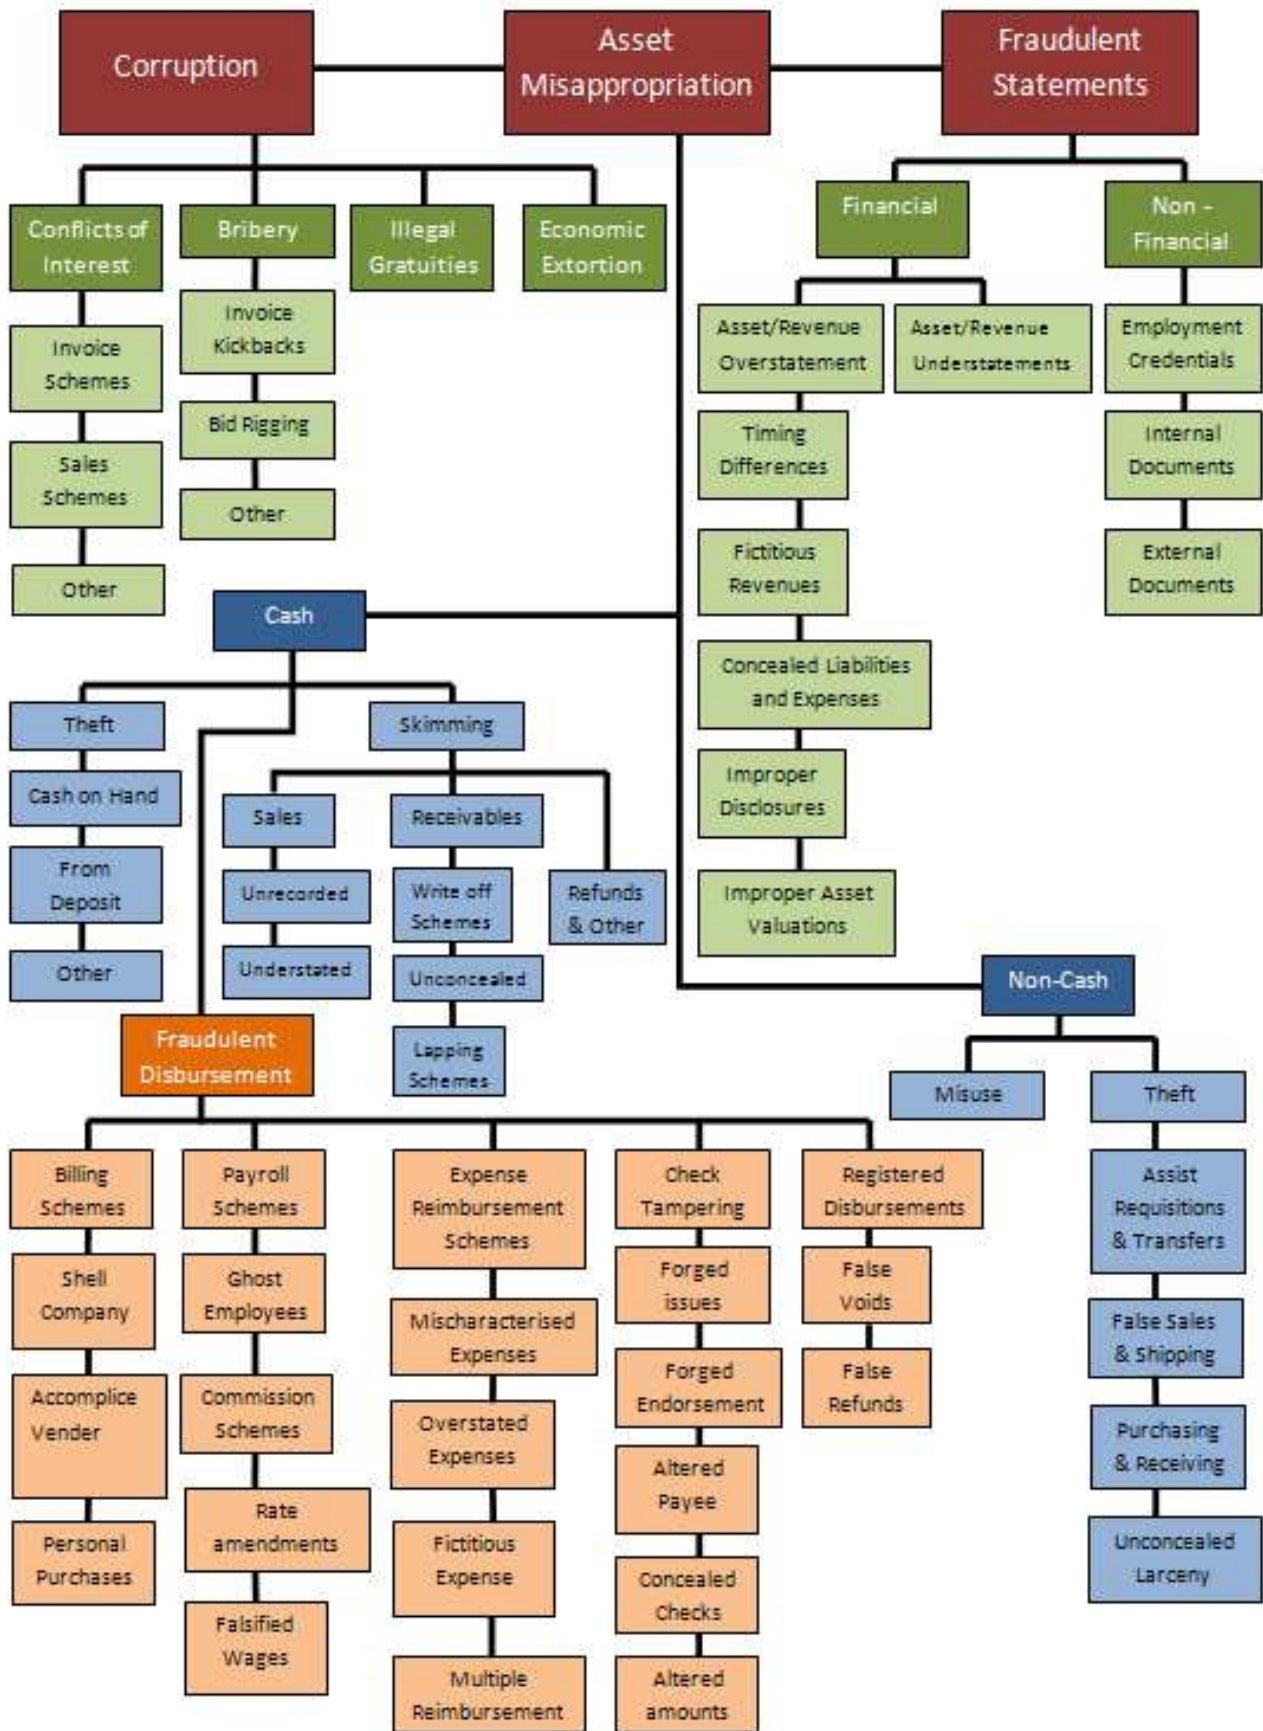 Corruption
Asset
Misappropriation
Fraudulent
Statements
Conflicts of
Interest
Invoice
Schemes
Sales
Schemes
Other
Bribery
Invoice
Kickbacks
Bid Rigging
Other
Illegal
Gratuities
Economic
Extortion
Financial
Asset/Revenue
Overstatement
Timing
Differences
Fictitious
Revenues
Concealed Liabilities
and Expenses
Improper
Disclosures
Improper Asset
Valuations
Asset/Revenue
Understatements
Non -
Financial
Employment
Credentials
Internal
Documents
External
Documents
Cash
Theft
Cash on Hand
From
Deposit
Other
Skimming
Sales
Unrecorded
Understated
Receivables
Write off
Schemes
Unconcealed
Lapping
Schemes
Refunds
& Other
Non-Cash
Misuse
Theft
Assist
Requisitions
& Transfers
False Sales
& Shipping
Purchasing
& Receiving
Unconcealed
Larceny
Fraudulent
Disbursement
Billing
Schemes
Shell
Company
Accomplice
Vender
Personal
Purchases
Payroll
Schemes
Ghost
Employees
Commission
Schemes
Rate
amendments
Falsified
Wages
Expense
Reimbursement
Schemes
Mischaracterised
Expenses
Overstated
Expenses
Fictitious
Expense
Multiple
Reimbursement
Check
Tampering
Forged
issues
Forged
Endorsement
Altered
Payee
Concealed
Checks
Altered
amounts
Registered
Disbursements
False
Voids
False
Refunds